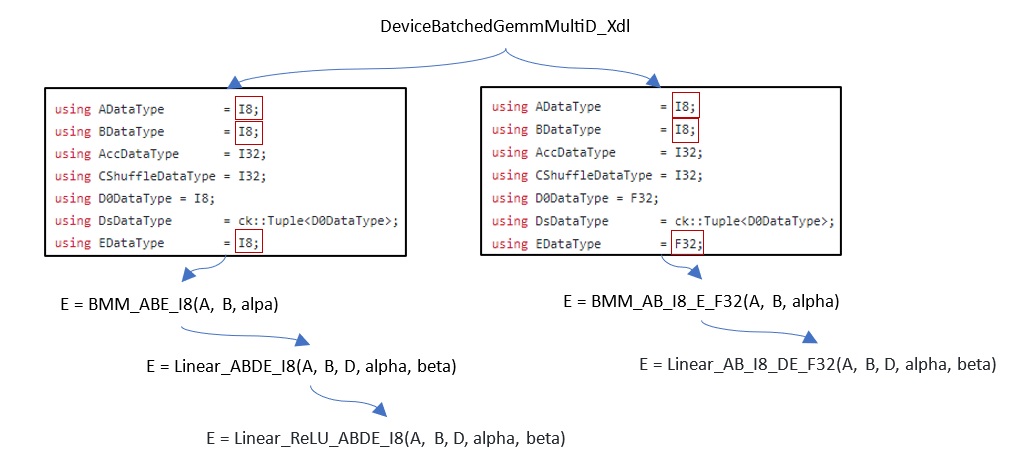 DeviceBatchedGemmMultiD_Xdl
using ADataType = I8;
using BDataType = I8;
using AccDataType = I32;
using CShuffleDataType = I32;
using D0DataType = I8;
using DsDataType = ck::Tuple<D0DataType>;
using EDataType = I8;
using ADataType = I8;
using BDataType = I8;
using AccDataType = I32;
using CShuffleDataType = I32;
using D0DataType = F32;
using DsDataType = ck::Tuple<D0DataType>;
using EDataType = F32;
E = BMM_ABE_I8(A, B, alpa)
E = Linear_ABDE_I8(A, B, D, alpha, beta)
E = Linear_ReLU_ABDE_I8(A, B, D, alpha, beta)
E = BMM_AB_I8_E_F32(A, B, alpha)
E = Linear_AB_I8_DE_F32(A, B, D, alpha, beta)